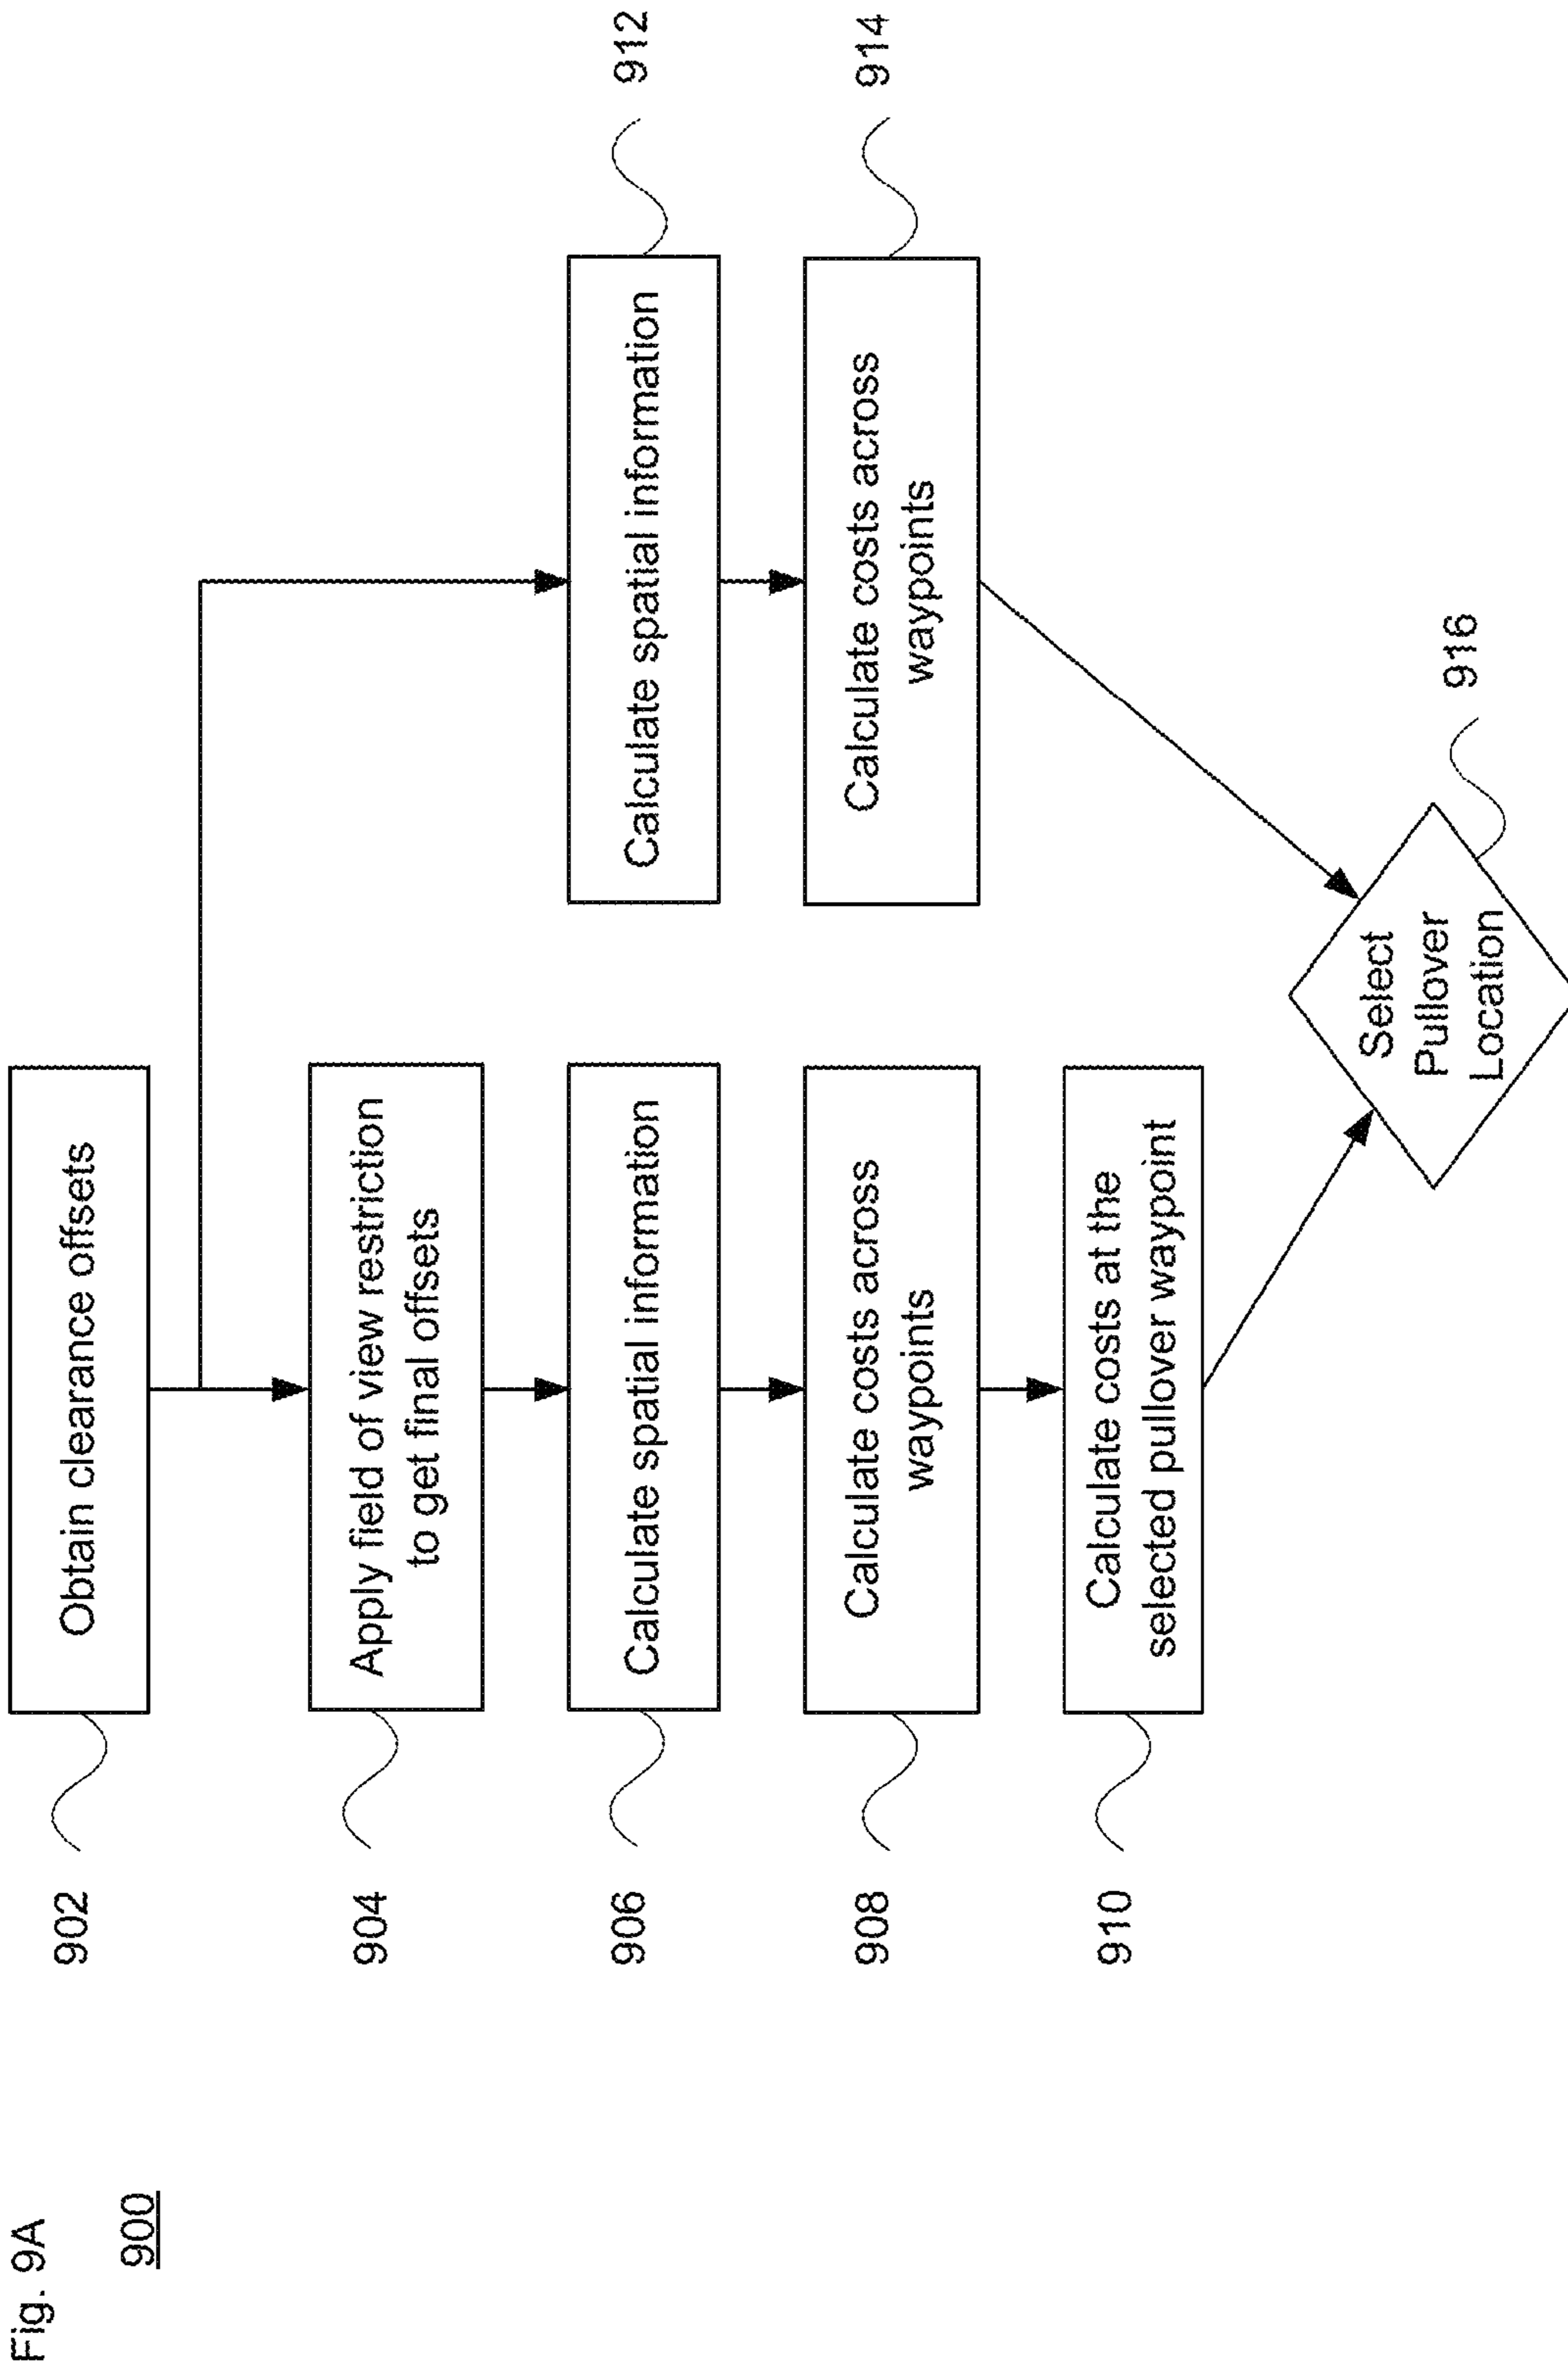 Fig. 9A
900
902
Obtain clearance offsets
904
Apply field of view restriction
to get final offsets
906
Calculate spatial information
Calculate spatial information
912
908
Calculate costs across
waypoints
Calculate costs across
waypoints
914
910
Calculate costs at the
selected pullover waypoint
Select
Pullover
Location
916